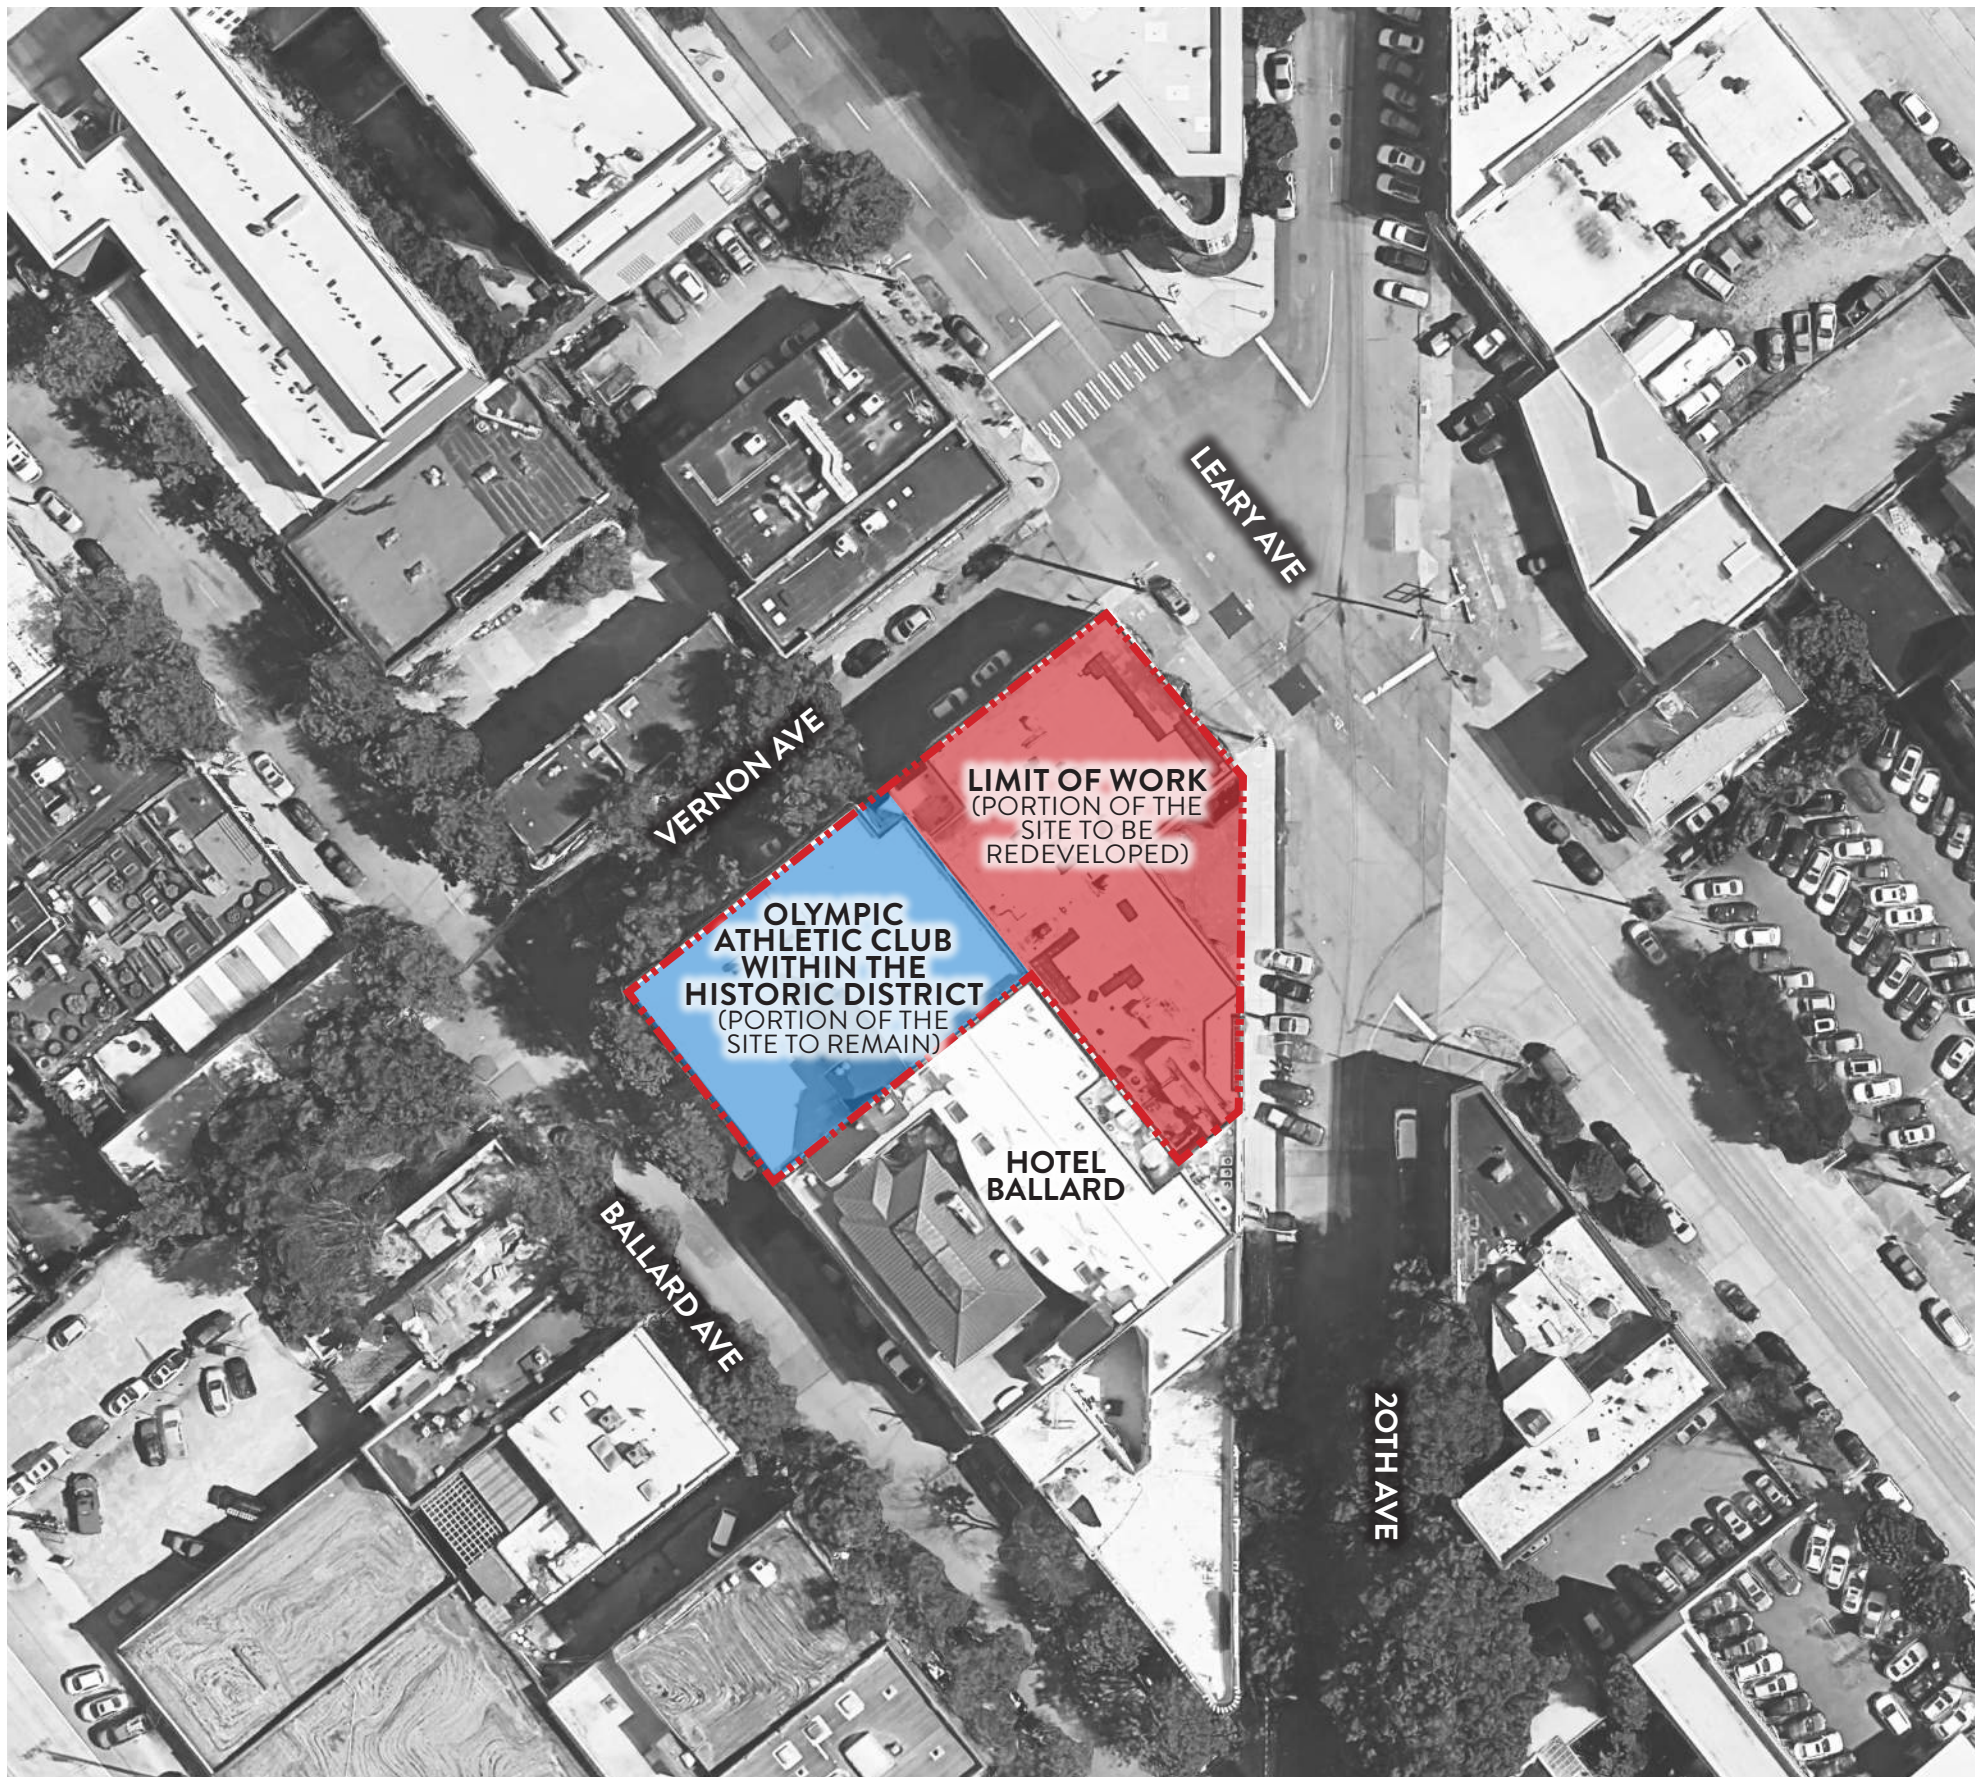 LEARY AVE
VERNON AVE
LIMIT OF WORK
(PORTION OF THE
SITE TO BE
REDEVELOPED)
OLYMPIC
ATHLETIC CLUB
WITHIN THE
HISTORIC DISTRICT
(PORTION OF THE
SITE TO REMAIN)
HOTEL
BALLARD
BALLARD AVE
20TH AVE